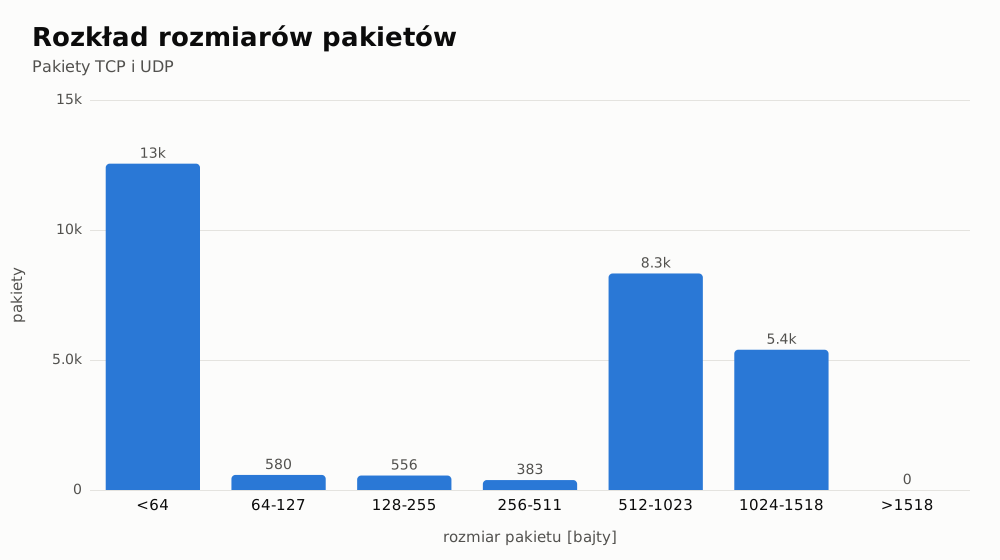 Rozkład rozmiarów pakietów
Pakiety TCP i UDP
15k
10k
5.0k
0
pakiety
13k
580
556
383
8.3k
5.4k
0
<64
64-127
128-255
256-511
512-1023
1024-1518
>1518
rozmiar pakietu [bajty]